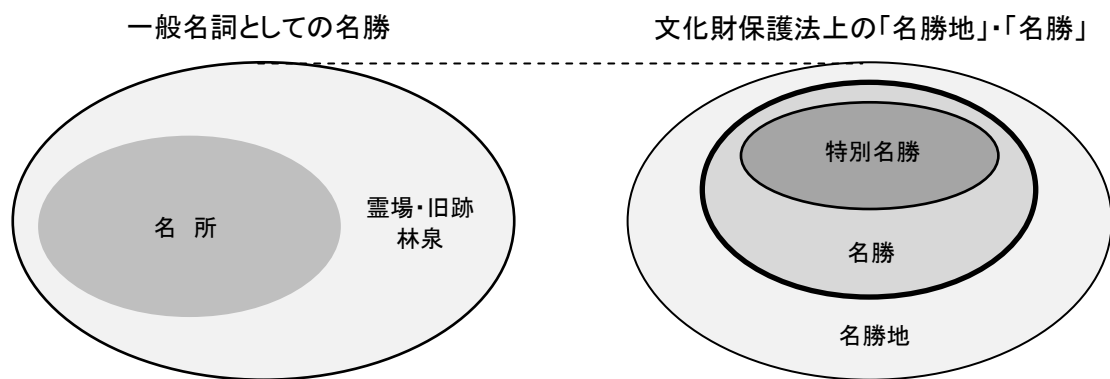 一般名詞としての名勝
文化財保護法上の「名勝地」・「名勝」
名 所
霊場・旧跡
林泉
特別名勝
名勝
名勝地